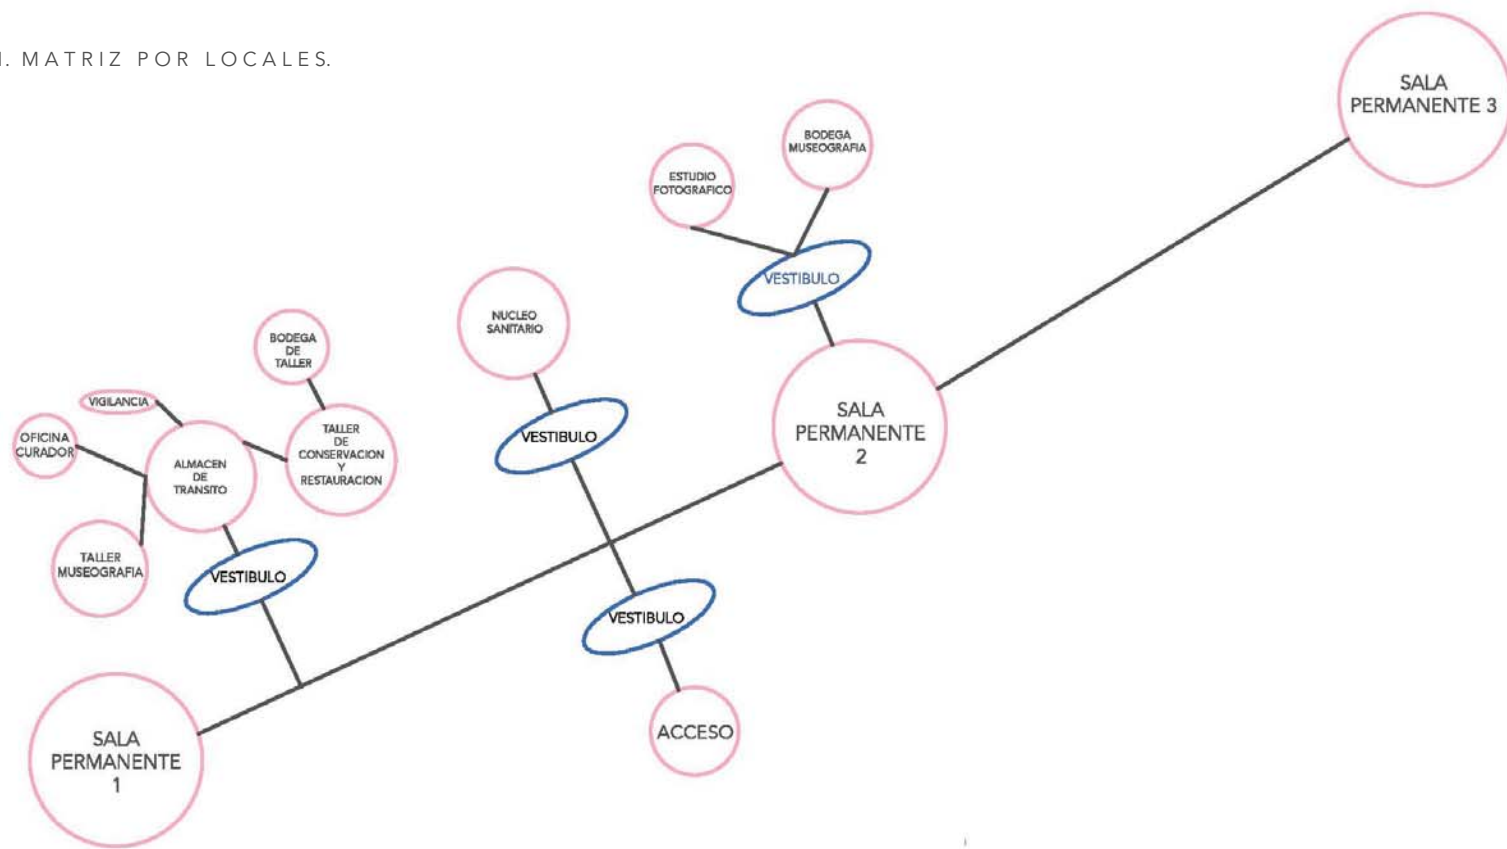 I. MATRIZ POR LOCALES.
SALA
PERMANENTE 3
BODEGA
MUSEOGRAFIA
ESTUDIO
FOTOGRAFICO
VESTIBULO
NUCLEO
SANITARIO
BODEGA
DE
TALLER
VIGILANCIA
OFICINA
CURADOR
ALMACEN
DE
TRANSITO
TALLER
DE
CONSERVACION
Y
RESTAURACION
VESTIBULO
SALA
PERMANENTE
2
TALLER
MUSEOGRAFIA
VESTIBULO
VESTIBULO
SALA
PERMANENTE
1
ACCESO